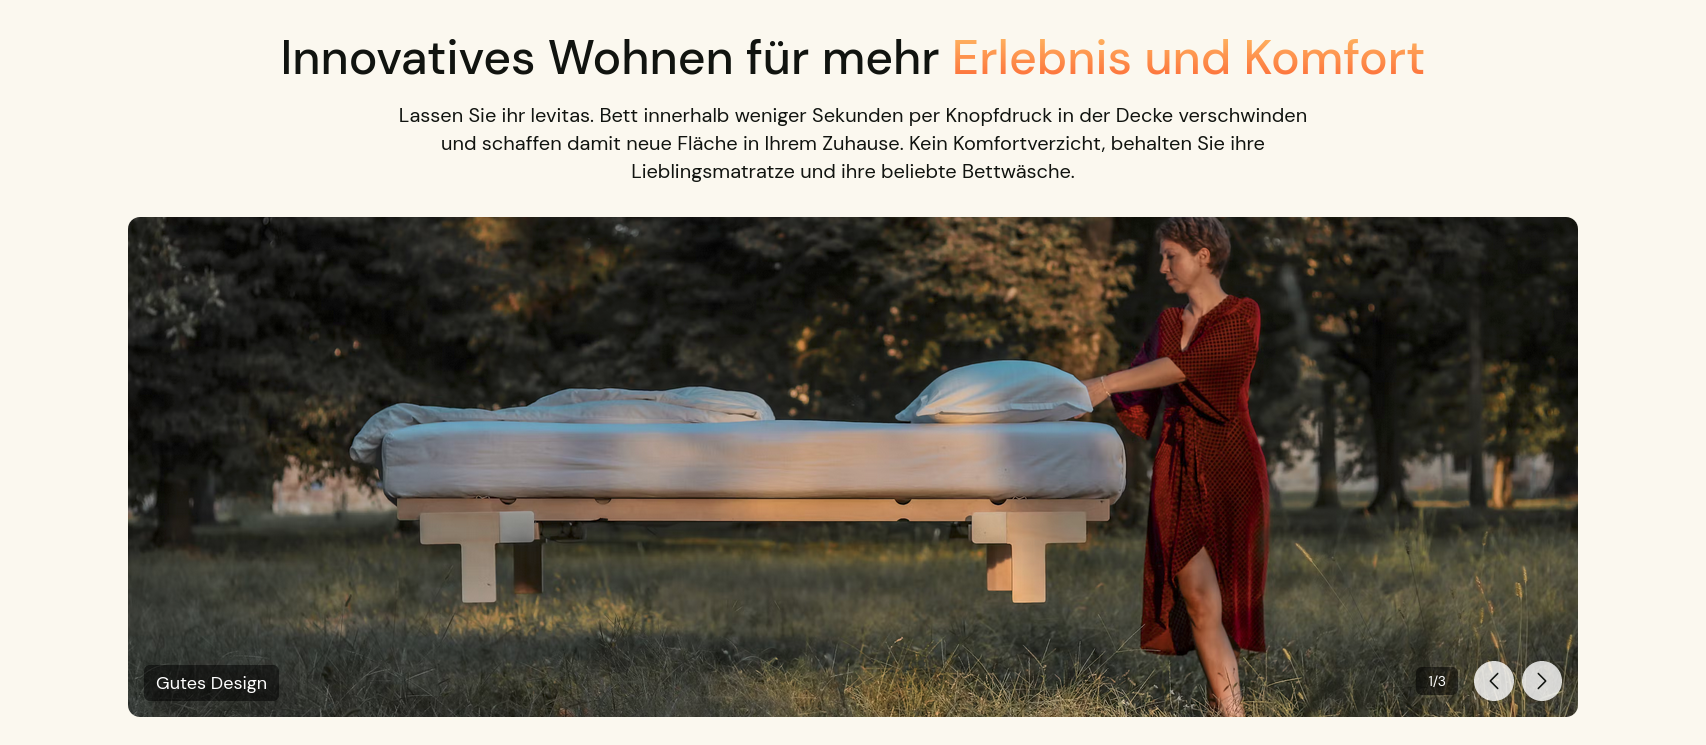 Innovatives Wohnen für mehr Erlebnis und Komfort
Lassen Sie ihr levitas. Bett innerhalb weniger Sekunden per Knopfdruck in der Decke verschwinden
und schaffen damit neue Fläche in Ihrem Zuhause. Kein Komfortverzicht, behalten Sie ihre
Lieblingsmatratze und ihre beliebte Bettwäsche.
Gutes Design
1/3